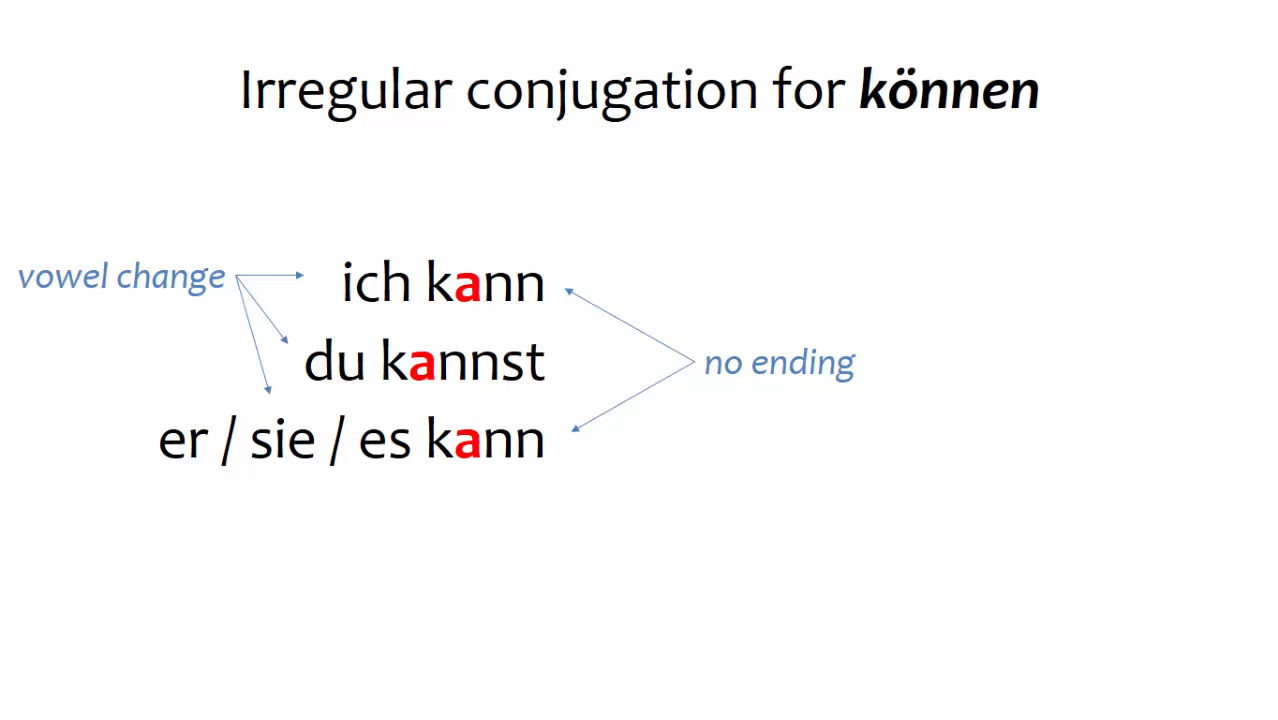 Irregular conjugation for können
vowel change
ich kann
du kannst
no ending
er / sie / es kann